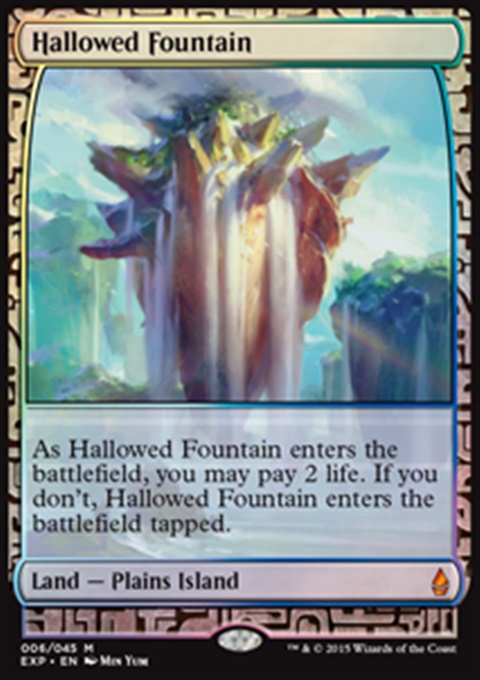 Hallowed Fountain
As Hallowed Fountain enters the
battlefield, you may pay 2 life. If you
don't, Hallowed Fountain enters the
battlefield tapped.
Land — Plains Island
006/045 M
EXP • EN Min Yum
™ & © 2015 Wizards of the Coast